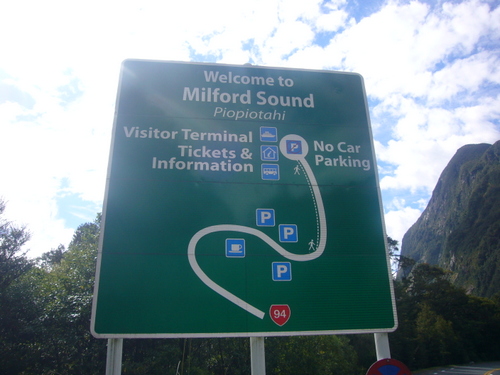 Welcome to
Milford Sound
Piopiotahi
Visitor Terminal
Tickets &
Information
No Car
Parking
P
P
P
P
94